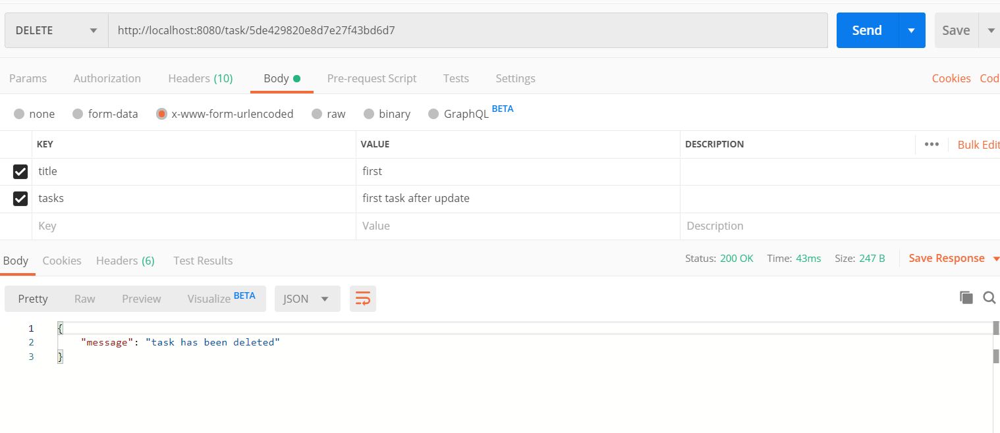 DELETE http://localhost:8080/task/5de429820e8d7e27f43bd6d7 Send Save
Params Authorization Headers (10) Body Pre-request Script Tests Settings Cookies Cod
none form-data x-www-form-urlencoded raw binary GraphQL BETA
KEY VALUE DESCRIPTION ••• Bulk Edit
title first
tasks first task after update
Key Value Description
Body Cookies Headers (6) Test Results Status: 200 OK Time: 43ms Size: 247 B Save Response
Pretty Raw Preview Visualize BETA JSON
1 {
2 "message": "task has been deleted"
3 }